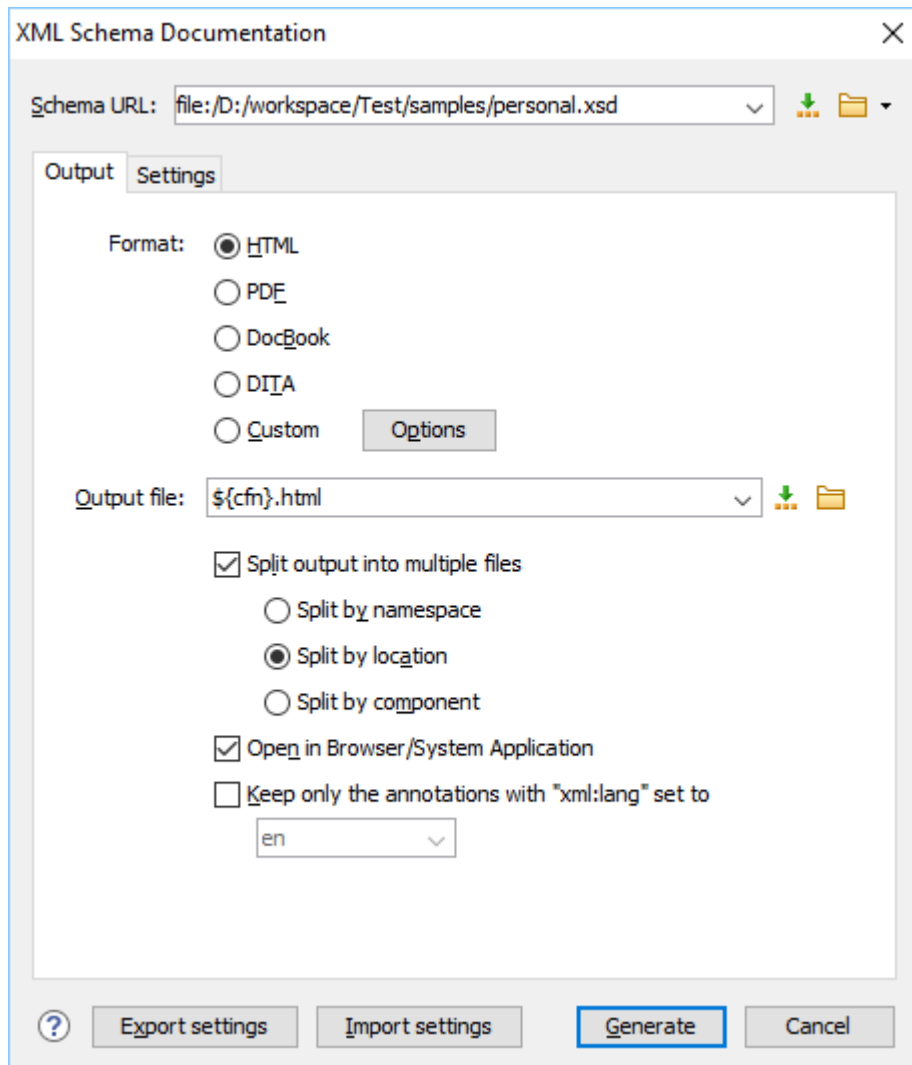 XML Schema Documentation
Schema URL: file:/D:/workspace/Test/samples/personal.xsd
Output Settings
Format: HTML
PDF
DocBook
DITA
Custom Options
Output file: ${cfn}.html
Split output into multiple files
Split by namespace
Split by location
Split by component
Open in Browser/System Application
Keep only the annotations with "xml:lang" set to
en
? Export settings Import settings Generate Cancel